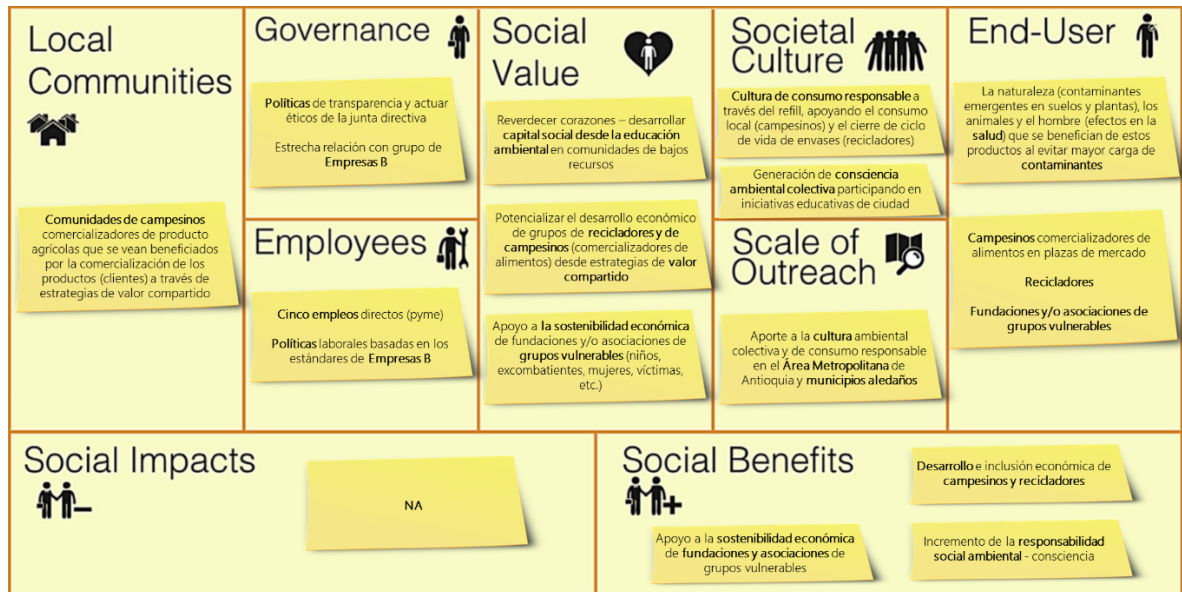 Local
Communities
Comunidades de campesinos
comercializadores de producto
agrícolas que se vean beneficiados
por la comercialización de los
productos (clientes) a través de
estrategias de valor compartido
Governance
Políticas de transparencia y actuar
éticos de la junta directiva
Estrecha relación con grupo de
Empresas B
Employees
Cinco empleos directos (pyme)
Políticas laborales basadas en los
estándares de Empresas B
Social
Value
Reverdecer corazones – desarrollar
capital social desde la educación
ambiental en comunidades de bajos
recursos
Potencializar el desarrollo económico
de grupos de recicladores y de
campesinos (comercializadores de
alimentos) desde estrategias de valor
compartido
Apoyo a la sostenibilidad económica
de fundaciones y/o asociaciones de
grupos vulnerables (niños,
excombatientes, mujeres, víctimas,
etc.)
Societal
Culture
Cultura de consumo responsable a
través del refill, apoyando el consumo
local (campesinos) y el cierre de ciclo
de vida de envases (recicladores)
Generación de consciencia
ambiental colectiva participando en
iniciativas educativas de ciudad
Scale of
Outreach
Aporte a la cultura ambiental
colectiva y de consumo responsable
en el Área Metropolitana de
Antioquia y municipios aledaños
End-User
La naturaleza (contaminantes
emergentes en suelos y plantas), los
animales y el hombre (efectos en la
salud) que se benefician de estos
productos al evitar mayor carga de
contaminantes
Campesinos comercializadores de
alimentos en plazas de mercado
Recicladores
Fundaciones y/o asociaciones de
grupos vulnerables
Social Impacts
NA
Social Benefits
Apoyo a la sostenibilidad económica
de fundaciones y asociaciones de
grupos vulnerables
Desarrollo e inclusión económica de
campesinos y recicladores
Incremento de la responsabilidad
social ambiental - consciencia